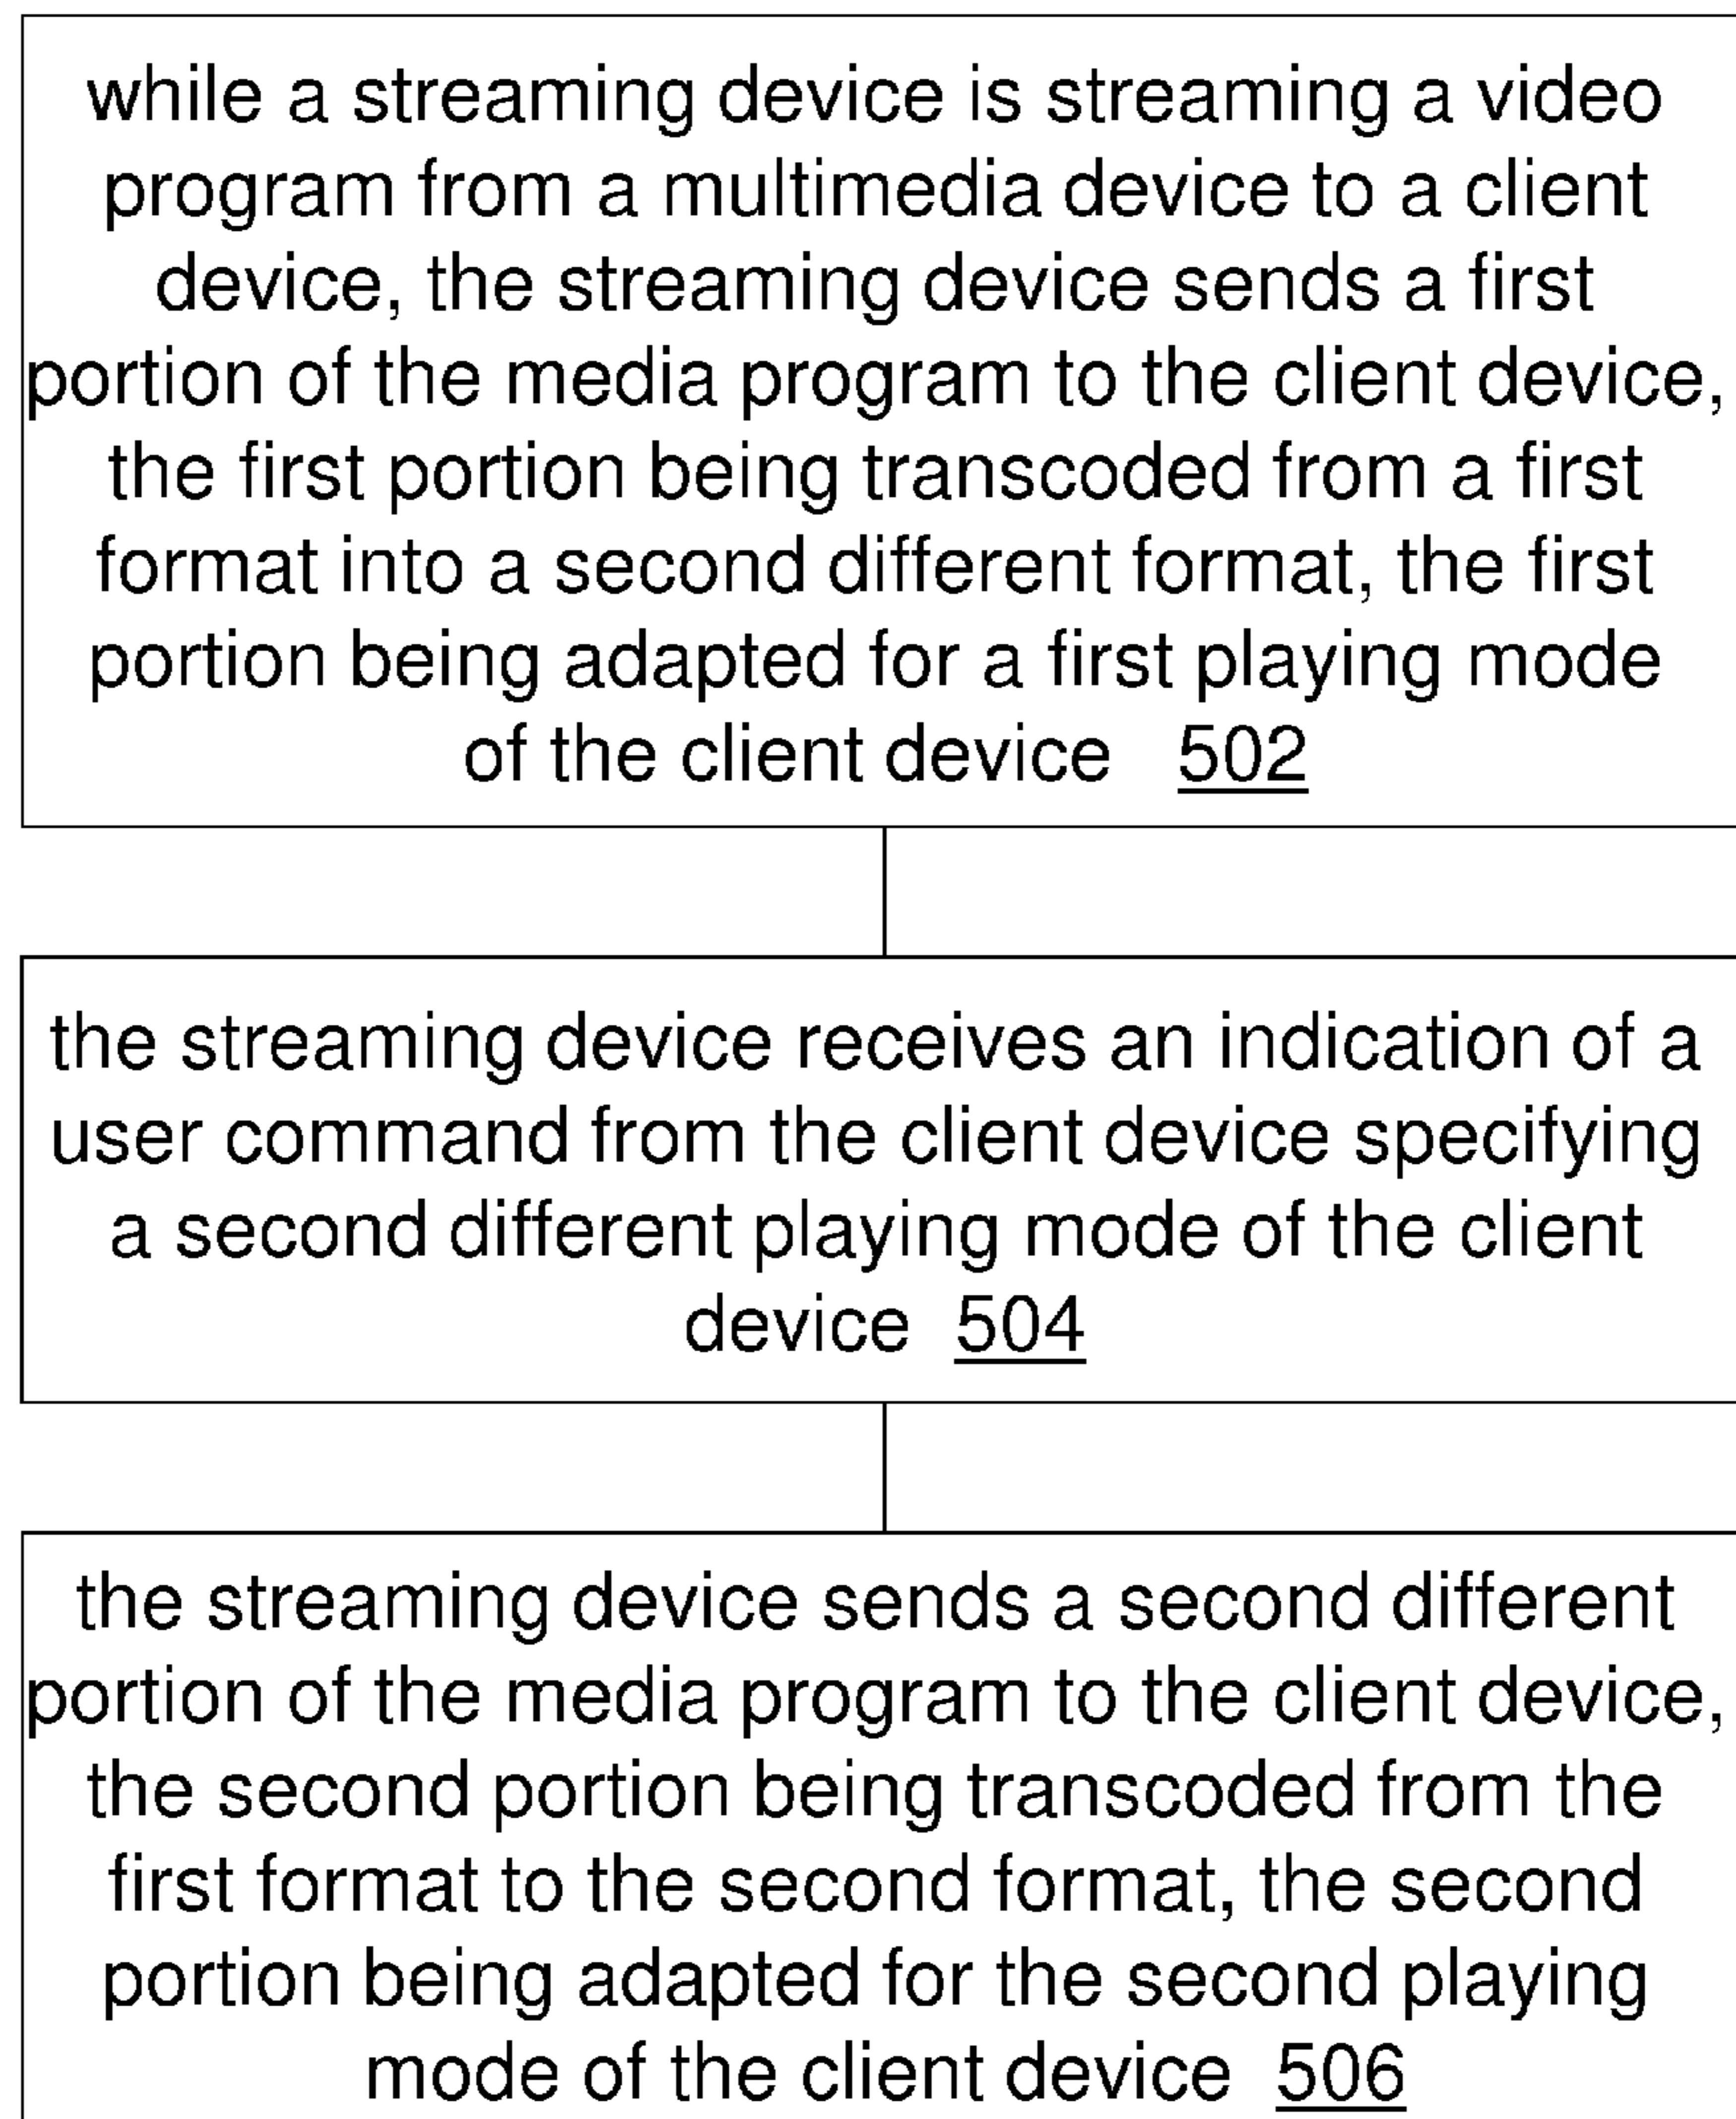 while a streaming device is streaming a video
program from a multimedia device to a client
device, the streaming device sends a first
portion of the media program to the client device,
the first portion being transcoded from a first
format into a second different format, the first
portion being adapted for a first playing mode
of the client device 502
the streaming device receives an indication of a
user command from the client device specifying
a second different playing mode of the client
device 504
the streaming device sends a second different
portion of the media program to the client device,
the second portion being transcoded from the
first format to the second format, the second
portion being adapted for the second playing
mode of the client device 506